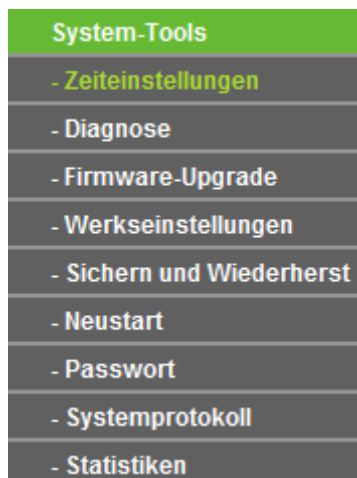 System-Tools
- Zeiteinstellungen
- Diagnose
- Firmware-Upgrade
- Werkseinstellungen
- Sichern und Wiederherst
- Neustart
- Passwort
- Systemprotokoll
- Statistiken